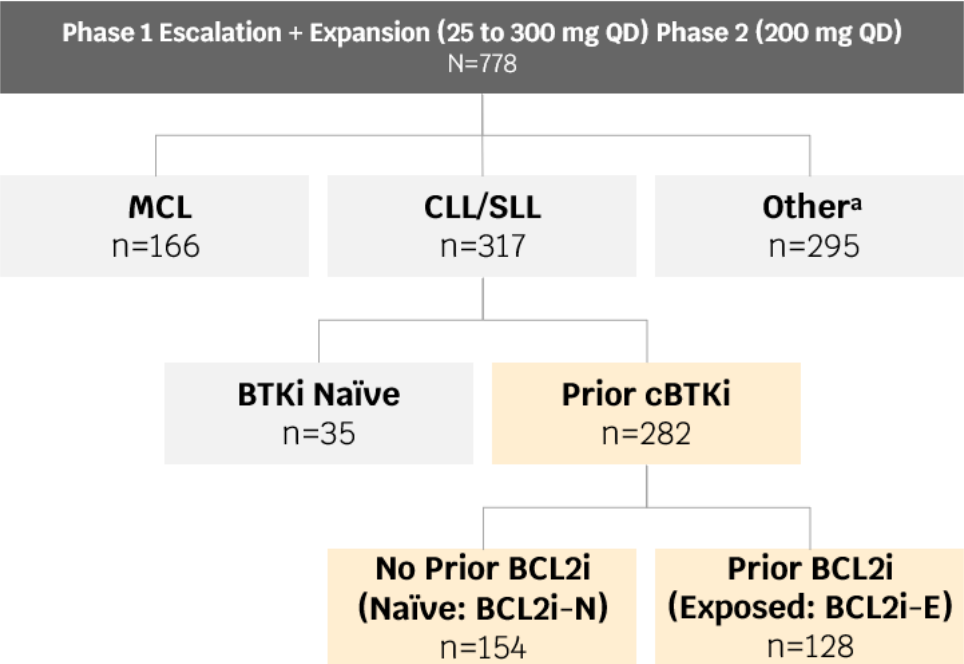 Phase 1 Escalation + Expansion (25 to 300 mg QD) Phase 2 (200 mg QD)
N=778
MCL
n=166
CLL/SLL
n=317
Otherᵃ
n=295
BTKi Naïve
n=35
Prior cBTKi
n=282
No Prior BCL2i
(Naïve: BCL2i-N)
n=154
Prior BCL2i
(Exposed: BCL2i-E)
n=128